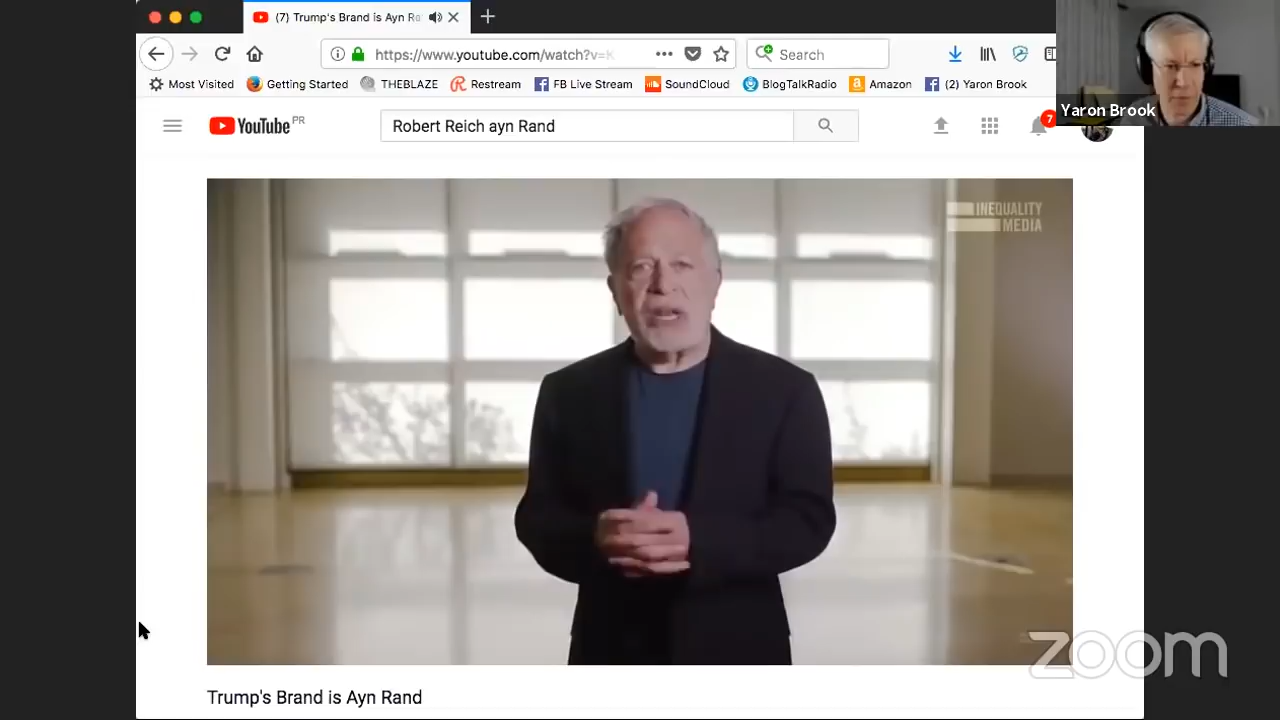 (7) Trump's Brand is Ayn Ra
https://www.youtube.com/watch?v=K
Search
Most Visited
Getting Started
THEBLAZE
Restream
FB Live Stream
SoundCloud
BlogTalkRadio
Amazon
(2) Yaron Brook
Yaron Brook
YouTube PR
Robert Reich ayn Rand
7
INEQUALITY
MEDIA
zoom
Trump's Brand is Ayn Rand